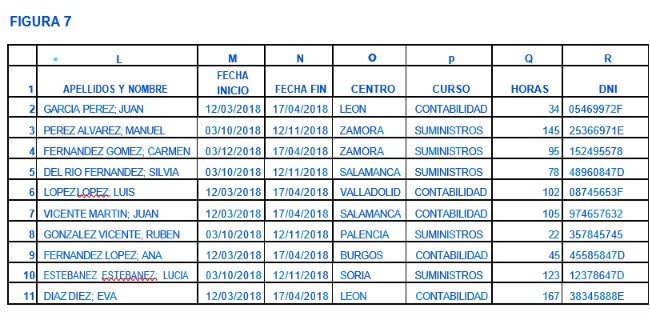 FIGURA 7
L M N O p Q R
1 APELLIDOS Y NOMBRE FECHA INICIO FECHA FIN CENTRO CURSO HORAS DNI
2 GARCIA PEREZ; JUAN 12/03/2018 17/04/2018 LEON CONTABILIDAD 34 05469972F
3 PEREZ ALVAREZ; MANUEL 03/10/2018 12/11/2018 ZAMORA SUMINISTROS 145 25366971E
4 FERNANDEZ GOMEZ; CARMEN 03/12/2018 17/04/2018 ZAMORA SUMINISTROS 95 152495578
5 DEL RIO FERNANDEZ; SILVIA 03/10/2018 12/11/2018 SALAMANCA SUMINISTROS 78 48960847D
6 LOPEZ LOPEZ; LUIS 12/03/2018 17/04/2018 VALLADOLID CONTABILIDAD 102 08745653F
7 VICENTE MARTIN; JUAN 12/03/2018 17/04/2018 SALAMANCA CONTABILIDAD 105 974657632
8 GONZALEZ VICENTE; RUBEN 03/10/2018 12/11/2018 PALENCIA SUMINISTROS 22 357845745
9 FERNANDEZ LOPEZ; ANA 12/03/2018 17/04/2018 BURGOS CONTABILIDAD 45 45585847D
10 ESTEBANEZ ESTEBANEZ; LUCIA 03/10/2018 12/11/2018 SORIA SUMINISTROS 123 12378647D
11 DIAZ DIEZ; EVA 12/03/2018 17/04/2018 LEON CONTABILIDAD 167 38345888E